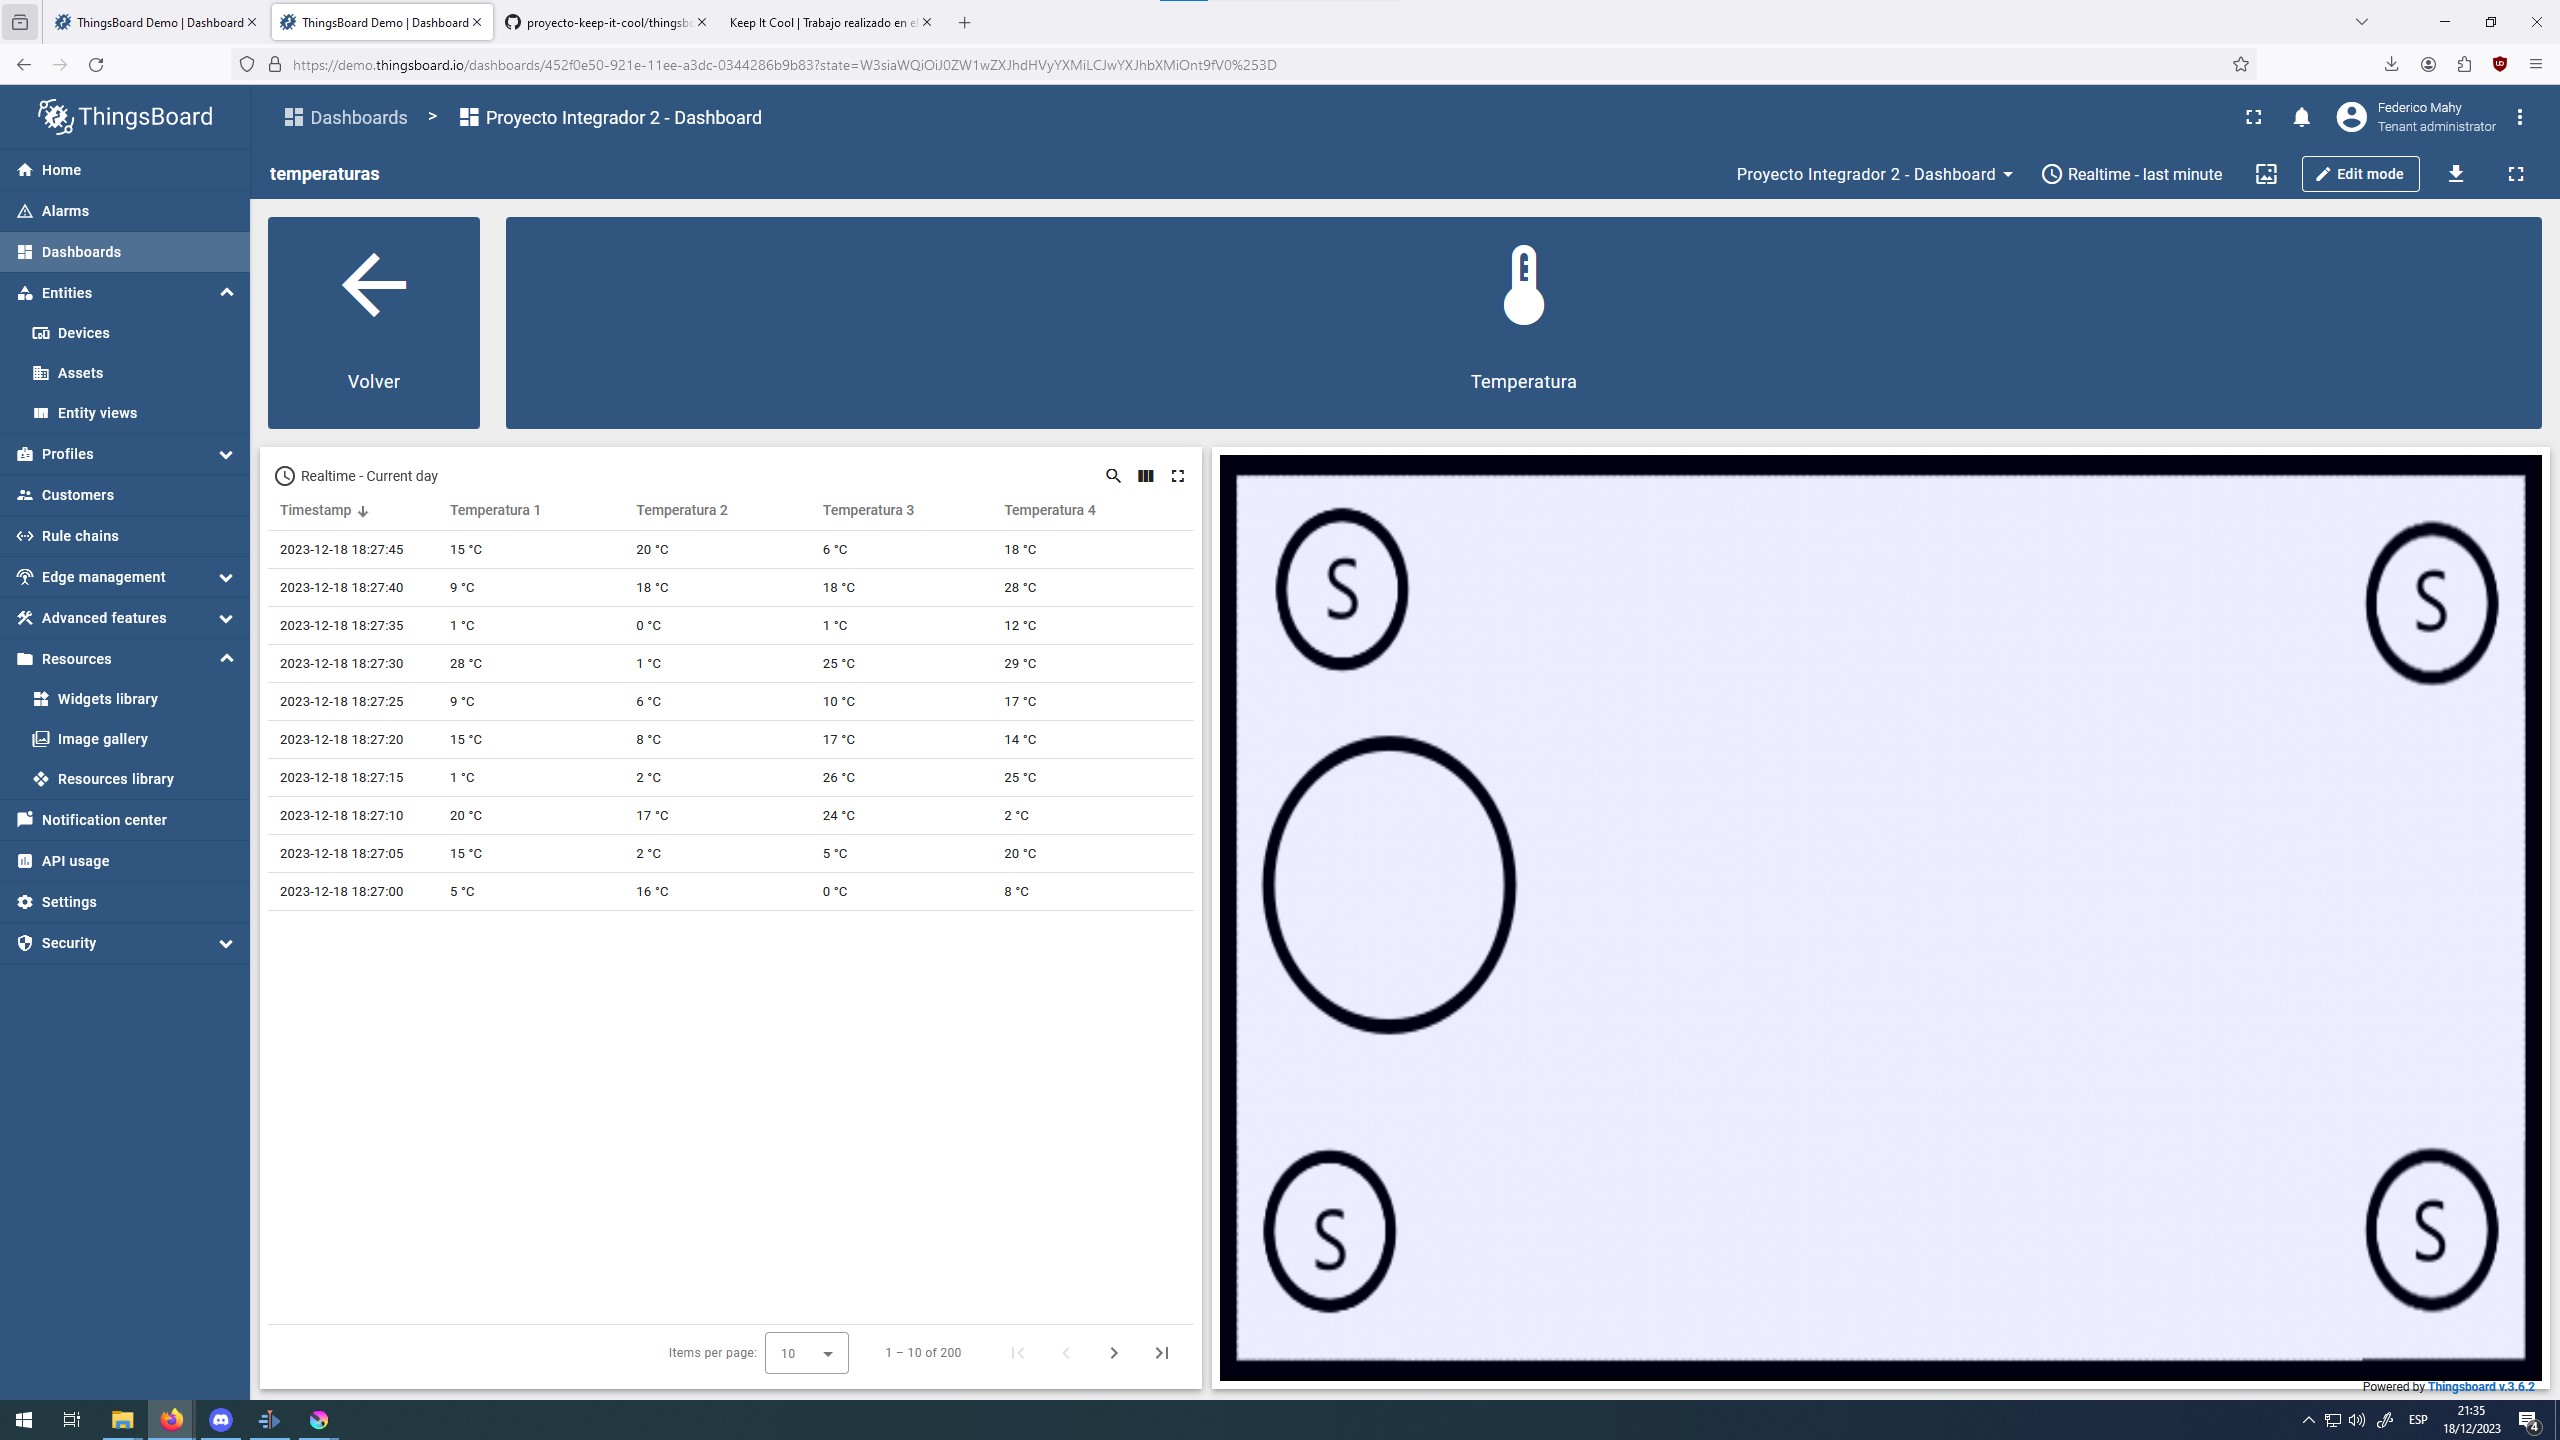 ThingsBoard Demo | Dashboard
ThingsBoard Demo | Dashboard
proyecto-keep-it-cool/thingsb
Keep It Cool | Trabajo realizado en el
https://demo.thingsboard.io/dashboards/452f0e50-921e-11ee-a3dc-0344286b9b83?state=W3siaWQiOiJ0ZW1wZXJhdHVyYXMiLCJwYXJhbXMiOnt9fV0%253D
ThingsBoard
Dashboards > Proyecto Integrador 2 - Dashboard
Federico Mahy
Tenant administrator
temperaturas
Proyecto Integrador 2 - Dashboard
Realtime - last minute
Edit mode
Home
Alarms
Dashboards
Entities
Devices
Assets
Entity views
Profiles
Customers
Rule chains
Edge management
Advanced features
Resources
Widgets library
Image gallery
Resources library
Notification center
API usage
Settings
Security
Volver
Temperatura
Realtime - Current day
Timestamp Temperatura 1 Temperatura 2 Temperatura 3 Temperatura 4
2023-12-18 18:27:45 15 °C 20 °C 6 °C 18 °C
2023-12-18 18:27:40 9 °C 18 °C 18 °C 28 °C
2023-12-18 18:27:35 1 °C 0 °C 1 °C 12 °C
2023-12-18 18:27:30 28 °C 1 °C 25 °C 29 °C
2023-12-18 18:27:25 9 °C 6 °C 10 °C 17 °C
2023-12-18 18:27:20 15 °C 8 °C 17 °C 14 °C
2023-12-18 18:27:15 1 °C 2 °C 26 °C 25 °C
2023-12-18 18:27:10 20 °C 17 °C 24 °C 2 °C
2023-12-18 18:27:05 15 °C 2 °C 5 °C 20 °C
2023-12-18 18:27:00 5 °C 16 °C 0 °C 8 °C
Items per page: 10 1 – 10 of 200
S
S
S
S
Powered by Thingsboard v.3.6.2
ESP
21:35
18/12/2023
4